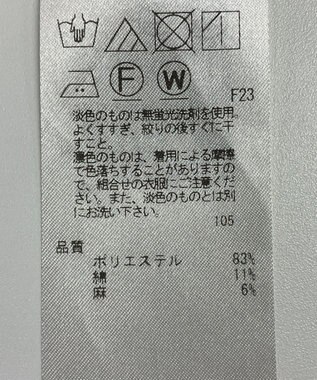 F
W
F23
淡色のものは無蛍光洗剤を使用。
よくすすぎ、絞りの後すぐに干
すこと。
濃色のものは、着用による摩擦
で色落ちすることがありますの
で、組合せの衣服にご注意くだ
さい。また、淡色のものとは別
にお洗い下さい。
105
品質
ポリエステル 83%
綿 11%
麻 6%